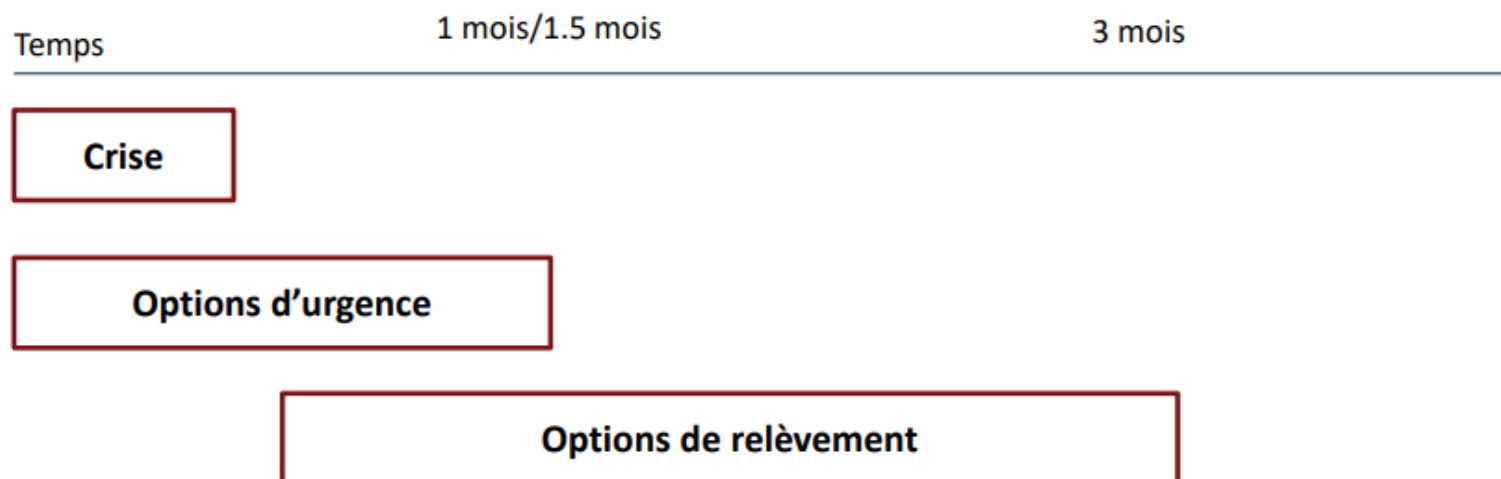 Temps
1 mois/1.5 mois
3 mois
Crise
Options d’urgence
Options de relèvement